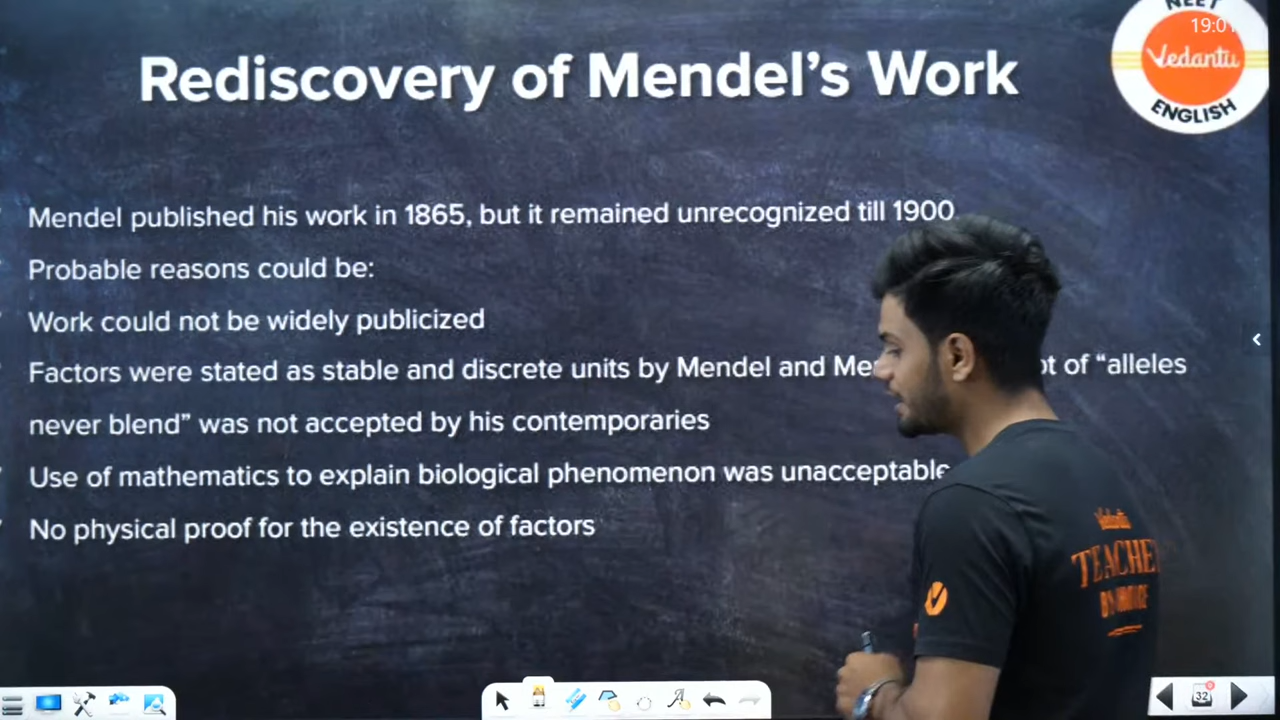 NEET
19:01
Vedantu
ENGLISH
Rediscovery of Mendel's Work
Mendel published his work in 1865, but it remained unrecognized till 1900
Probable reasons could be:
Work could not be widely publicized
Factors were stated as stable and discrete units by Mendel and of "alleles
never blend" was not accepted by his contemporaries
Use of mathematics to explain biological phenomenon was unacceptable
No physical proof for the existence of factors
Vedantu
TEACHER
32